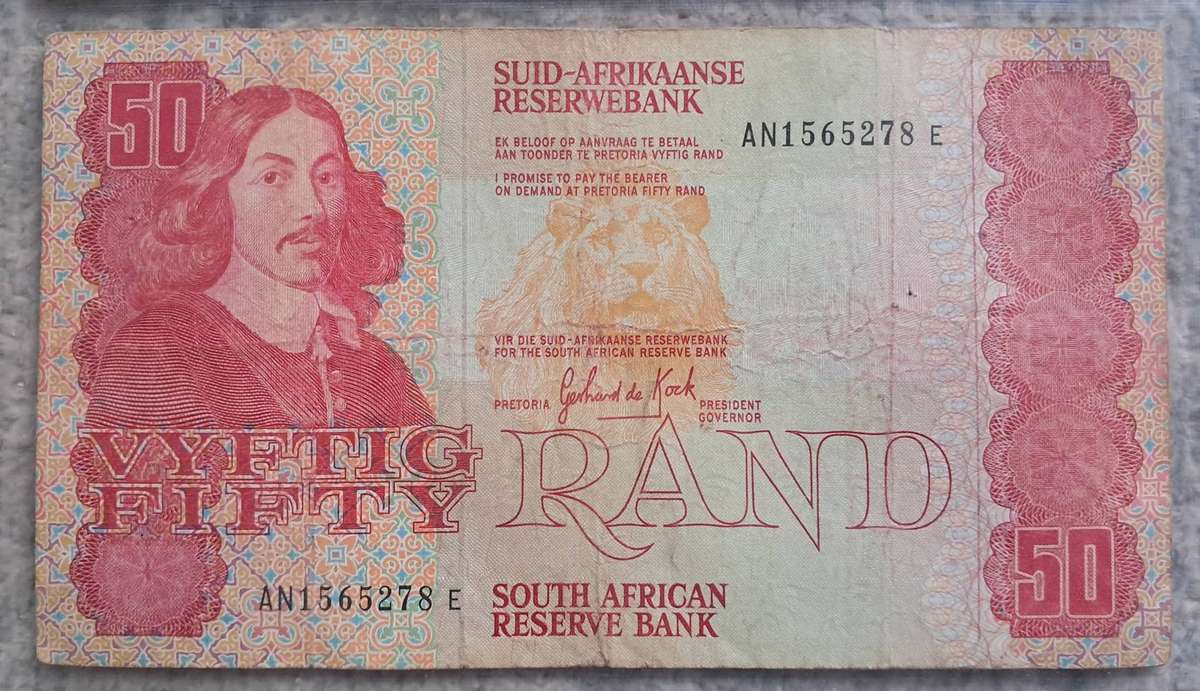 50
SUID-AFRIKAANSE
RESERWEBANK
EK BELOOF OP AANVRAAG TE BETAAL
AAN TOONDER TE PRETORIA VYFTIG RAND
AN1565278 E
I PROMISE TO PAY THE BEARER
ON DEMAND AT PRETORIA FIFTY RAND
VIR DIE SUID-AFRIKAANSE RESERWEBANK
FOR THE SOUTH AFRICAN RESERVE BANK
Gerhard de Kock
PRETORIA PRESIDENT
GOVERNOR
VYFTIG
FIFTY
RAND
50
AN1565278 E
SOUTH AFRICAN
RESERVE BANK